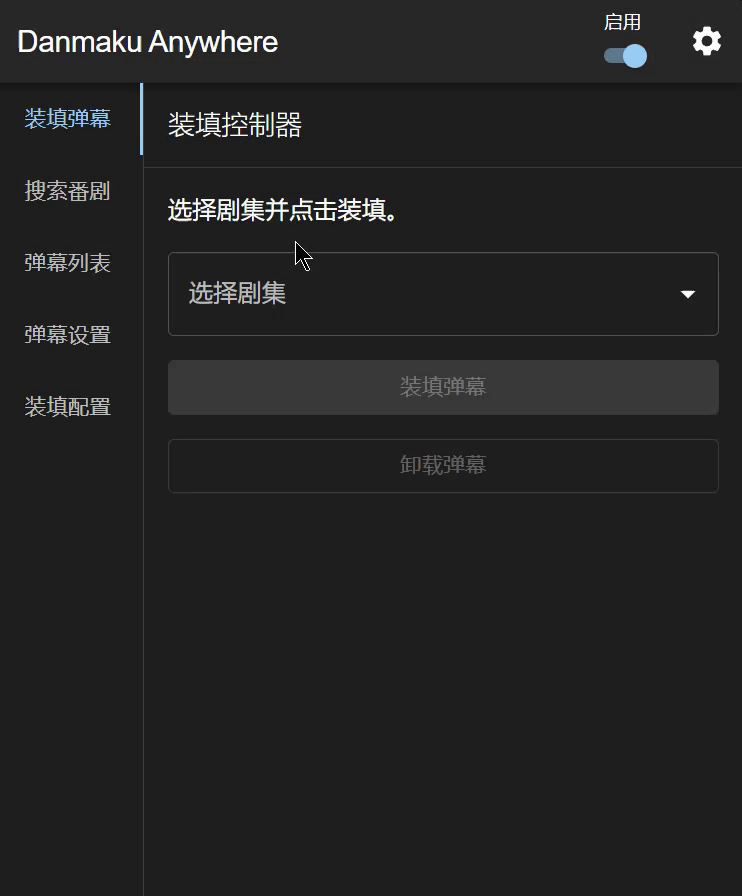 Danmaku Anywhere
启用
装填弹幕
搜索番剧
弹幕列表
弹幕设置
装填配置
装填控制器
选择剧集并点击装填。
选择剧集
装填弹幕
卸载弹幕